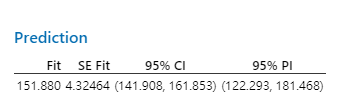 Prediction
Fit SE Fit 95% CI 95% PI
151.880 4.32464 (141.908, 161.853) (122.293, 181.468)